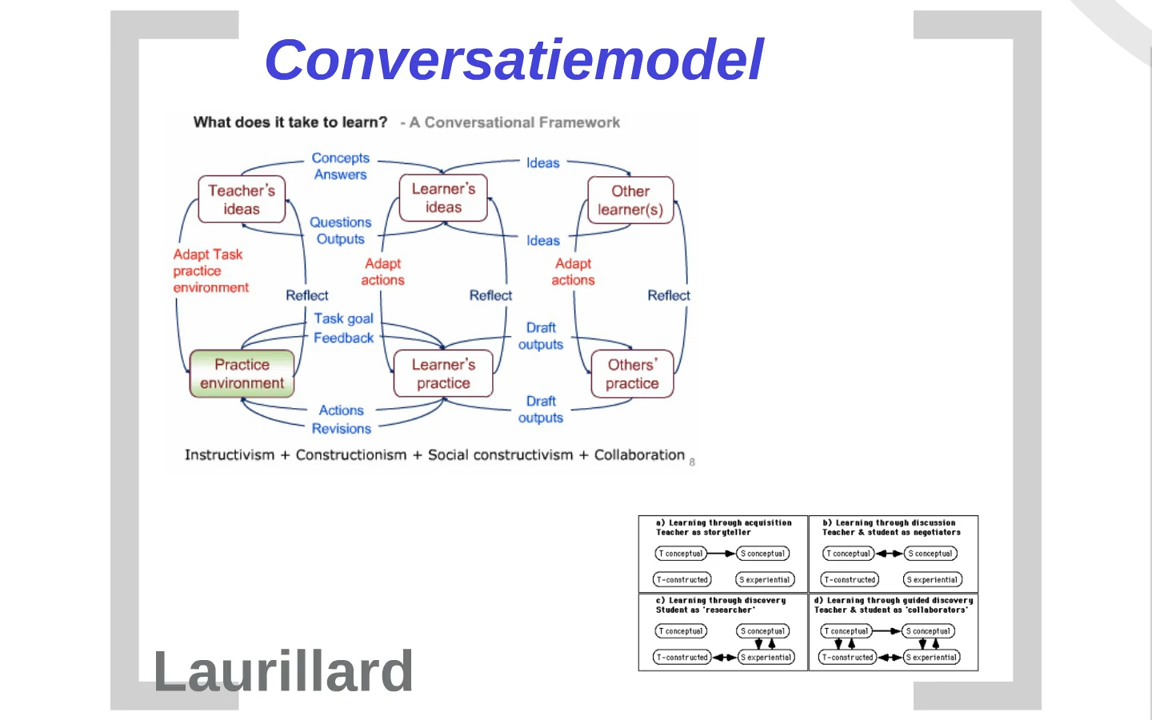 Conversatiemodel
What does it take to learn? - A Conversational Framework
Concepts
Answers
Ideas
Teacher's
ideas
Learner's
ideas
Other
learner(s)
Questions
Outputs
Ideas
Adapt Task
practice
environment
Adapt
actions
Adapt
actions
Reflect
Reflect
Reflect
Task goal
Feedback
Draft
outputs
Practice
environment
Learner's
practice
Others'
practice
Actions
Revisions
Draft
outputs
Instructivism + Constructionism + Social constructivism + Collaboration
8
a) Learning through acquisition
Teacher as storyteller
T conceptual
S conceptual
T-constructed
S experiential
b) Learning through discussion
Teacher & student as negotiators
T conceptual
S conceptual
T-constructed
S experiential
c) Learning through discovery
Student as 'researcher'
T conceptual
S conceptual
T-constructed
S experiential
d) Learning through guided discovery
Teacher & student as 'collaborators'
T conceptual
S conceptual
T-constructed
S experiential
Laurillard